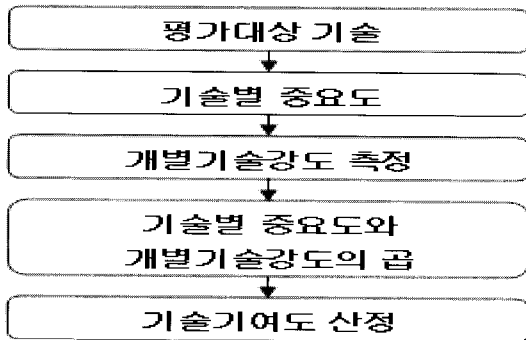 평가대상 기술
기술별 중요도
개별기술강도 측정
기술별 중요도와
개별기술강도의 곱
기술기여도 산정